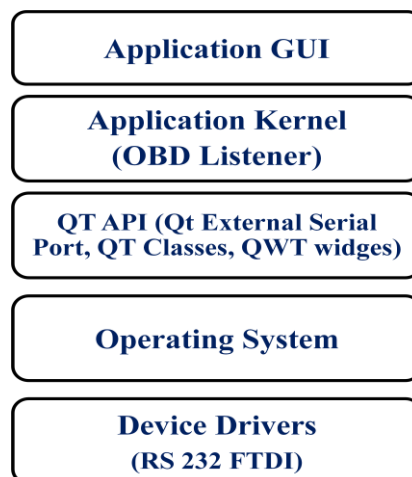 Application GUI
Application Kernel
(OBD Listener)
QT API (Qt External Serial
Port, QT Classes, QWT widges)
Operating System
Device Drivers
(RS 232 FTDI)